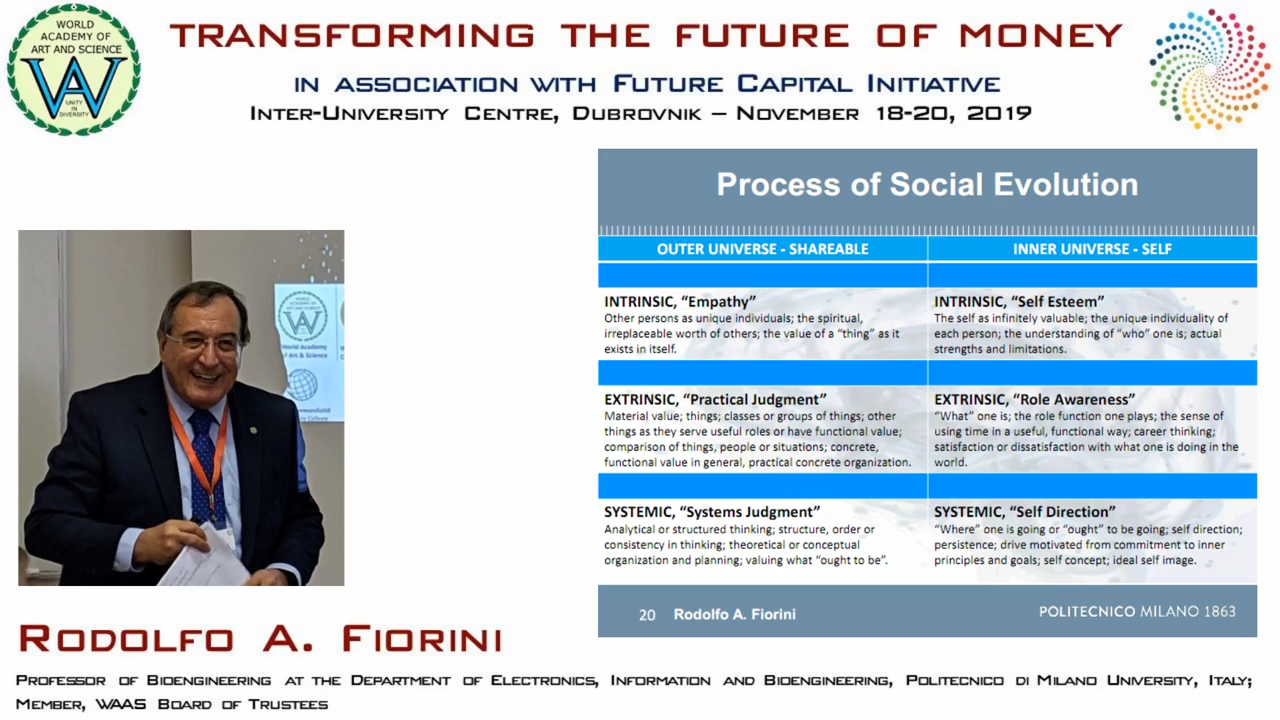 WORLD
ACADEMY OF
ART AND SCIENCE
UNITY
IN
DIVERSITY
TRANSFORMING THE FUTURE OF MONEY
IN ASSOCIATION WITH FUTURE CAPITAL INITIATIVE
INTER-UNIVERSITY CENTRE, DUBROVNIK – NOVEMBER 18-20, 2019
Process of Social Evolution
OUTER UNIVERSE - SHAREABLE
INTRINSIC, “Empathy”
Other persons as unique individuals; the spiritual,
irreplaceable worth of others; the value of a “thing” as it
exists in itself.
EXTRINSIC, “Practical Judgment”
Material value; things; classes or groups of things; other
things as they serve useful roles or have functional value;
comparison of things, people or situations; concrete,
functional value in general, practical concrete organization.
SYSTEMIC, “Systems Judgment”
Analytical or structured thinking; structure, order or
consistency in thinking; theoretical or conceptual
organization and planning; valuing what “ought to be”.
INNER UNIVERSE - SELF
INTRINSIC, “Self Esteem”
The self as infinitely valuable; the unique individuality of
each person; the understanding of “who” one is; actual
strengths and limitations.
EXTRINSIC, “Role Awareness”
“What” one is; the role function one plays; the sense of
using time in a useful, functional way; career thinking;
satisfaction or dissatisfaction with what one is doing in the
world.
SYSTEMIC, “Self Direction”
“Where” one is going or “ought” to be going; self direction;
persistence; drive motivated from commitment to inner
principles and goals; self concept; ideal self image.
20 Rodolfo A. Fiorini
POLITECNICO MILANO 1863
World Academy
of Art & Science
RODOLFO A. FIORINI
PROFESSOR OF BIOENGINEERING AT THE DEPARTMENT OF ELECTRONICS, INFORMATION AND BIOENGINEERING, POLITECNICO DI MILANO UNIVERSITY, ITALY;
MEMBER, WAAS BOARD OF TRUSTEES